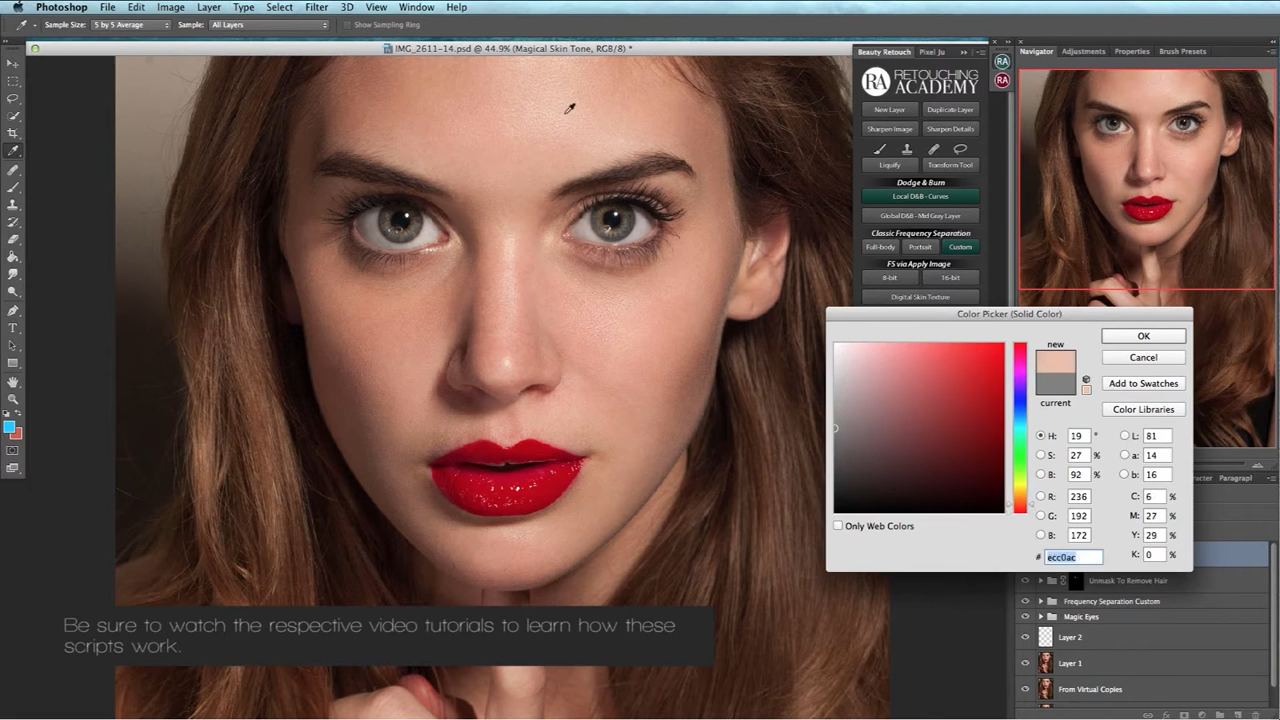 Photoshop File Edit Image Layer Type Select Filter 3D View Window Help
Sample Size: 5 by 5 Average Sample: All Layers Show Sampling Ring
IMG_2611-14.psd @ 44.9% (Magical Skin Tone, RGB/8) *
Beauty Retouch Pixel Ju
RA RETOUCHING
ACADEMY
New Layer Duplicate Layer
Sharpen Image Sharpen Details
Liquify Transform Tool
Dodge & Burn
Local D&B - Curves
Global D&B - Mid Gray Layer
Classic Frequency Separation
Full-body Portrait Custom
FS via Apply Image
8-bit 16-bit
Digital Skin Texture
RA
RA
Navigator Adjustments Properties Brush Presets
Color Picker (Solid Color)
new
current
OK
Cancel
Add to Swatches
Color Libraries
H: 19 ° L: 81
S: 27 % a: 14
B: 92 % b: 16
R: 236 C: 6 %
G: 192 M: 27 %
B: 172 Y: 29 %
# ecc0ac K: 0 %
Only Web Colors
racter Paragrapl
Unmask To Remove Hair
Frequency Separation Custom
Magic Eyes
Layer 2
Layer 1
From Virtual Copies
Be sure to watch the respective video tutorials to learn how these
scripts work.